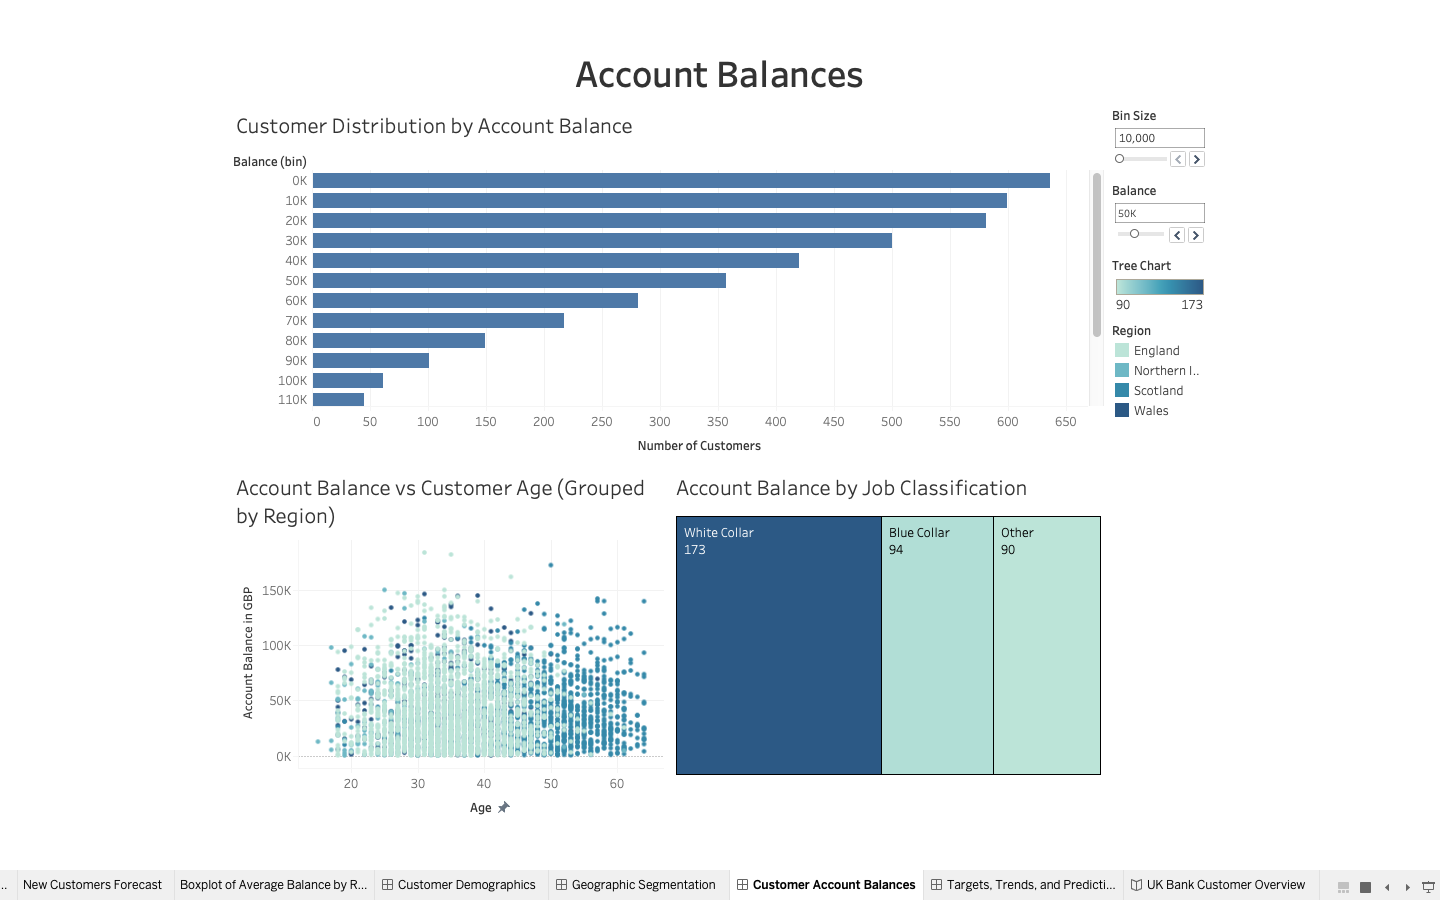 Account Balances
Customer Distribution by Account Balance
Balance (bin)
0K
10K
20K
30K
40K
50K
60K
70K
80K
90K
100K
110K
0 50 100 150 200 250 300 350 400 450 500 550 600 650
Number of Customers
Bin Size
10,000
Balance
50K
Tree Chart
90 173
Region
England
Northern I..
Scotland
Wales
Account Balance vs Customer Age (Grouped
by Region)
Account Balance in GBP
150K
100K
50K
0K
20 30 40 50 60
Age
Account Balance by Job Classification
White Collar
173
Blue Collar
94
Other
90
.. New Customers Forecast Boxplot of Average Balance by R... Customer Demographics Geographic Segmentation Customer Account Balances Targets, Trends, and Predicti... UK Bank Customer Overview